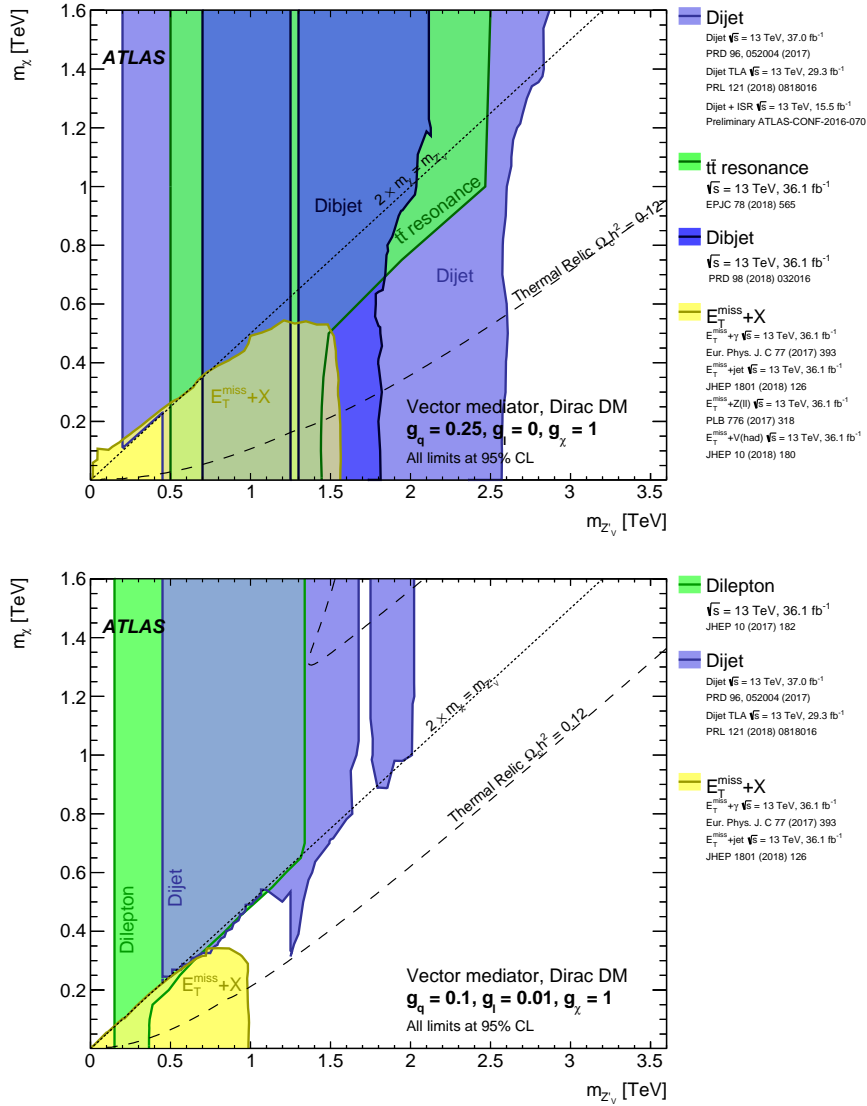 m_χ [TeV]
1.6
1.4
1.2
1
0.8
0.6
0.4
0.2
ATLAS
2 × m_χ = m_Z'_V
Dibjet
tt̄ resonance
Dijet
Thermal Relic Ω_c h² = 0.12
E_T^miss+X
Vector mediator, Dirac DM
g_q = 0.25, g_l = 0, g_χ = 1
All limits at 95% CL
0 0.5 1 1.5 2 2.5 3 3.5
m_Z'_V [TeV]
Dijet
Dijet √s = 13 TeV, 37.0 fb⁻¹
PRD 96, 052004 (2017)
Dijet TLA √s = 13 TeV, 29.3 fb⁻¹
PRL 121 (2018) 0818016
Dijet + ISR √s = 13 TeV, 15.5 fb⁻¹
Preliminary ATLAS-CONF-2016-070
tt̄ resonance
√s = 13 TeV, 36.1 fb⁻¹
EPJC 78 (2018) 565
Dibjet
√s = 13 TeV, 36.1 fb⁻¹
PRD 98 (2018) 032016
E_T^miss+X
E_T^miss+γ √s = 13 TeV, 36.1 fb⁻¹
Eur. Phys. J. C 77 (2017) 393
E_T^miss+jet √s = 13 TeV, 36.1 fb⁻¹
JHEP 1801 (2018) 126
E_T^miss+Z(ll) √s = 13 TeV, 36.1 fb⁻¹
PLB 776 (2017) 318
E_T^miss+V(had) √s = 13 TeV, 36.1 fb⁻¹
JHEP 10 (2018) 180
m_χ [TeV]
1.6
1.4
1.2
1
0.8
0.6
0.4
0.2
ATLAS
2 × m_χ = m_Z'_V
Thermal Relic Ω_c h² = 0.12
Dilepton
Dijet
E_T^miss+X
Vector mediator, Dirac DM
g_q = 0.1, g_l = 0.01, g_χ = 1
All limits at 95% CL
0 0.5 1 1.5 2 2.5 3 3.5
m_Z'_V [TeV]
Dilepton
√s = 13 TeV, 36.1 fb⁻¹
JHEP 10 (2017) 182
Dijet
Dijet √s = 13 TeV, 37.0 fb⁻¹
PRD 96, 052004 (2017)
Dijet TLA √s = 13 TeV, 29.3 fb⁻¹
PRL 121 (2018) 0818016
E_T^miss+X
E_T^miss+γ √s = 13 TeV, 36.1 fb⁻¹
Eur. Phys. J. C 77 (2017) 393
E_T^miss+jet √s = 13 TeV, 36.1 fb⁻¹
JHEP 1801 (2018) 126